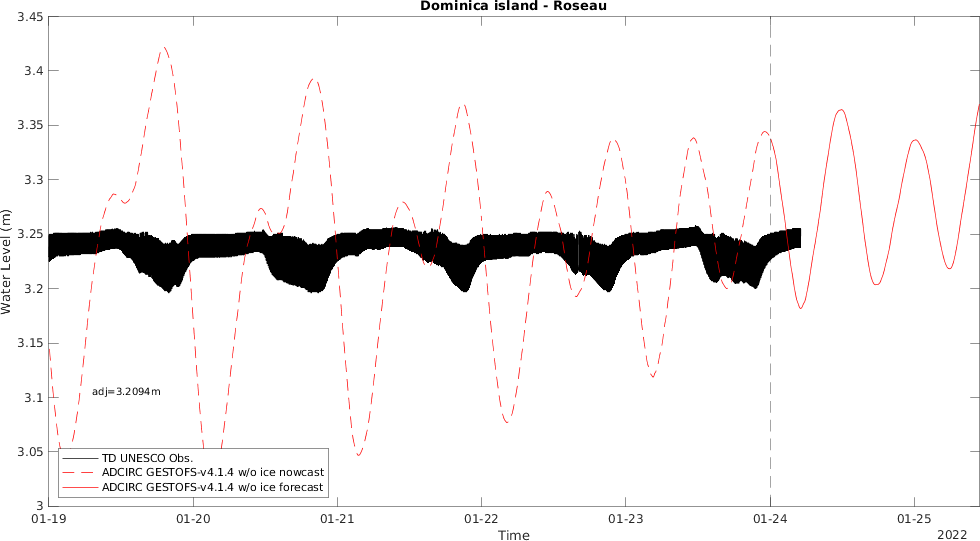 Dominica island - Roseau
3.45
3.4
3.35
3.3
3.25
3.2
3.15
3.1
3.05
3
Water Level (m)
adj=3.2094m
TD UNESCO Obs.
ADCIRC GESTOFS-v4.1.4 w/o ice nowcast
ADCIRC GESTOFS-v4.1.4 w/o ice forecast
01-19 01-20 01-21 01-22 01-23 01-24 01-25
Time
2022